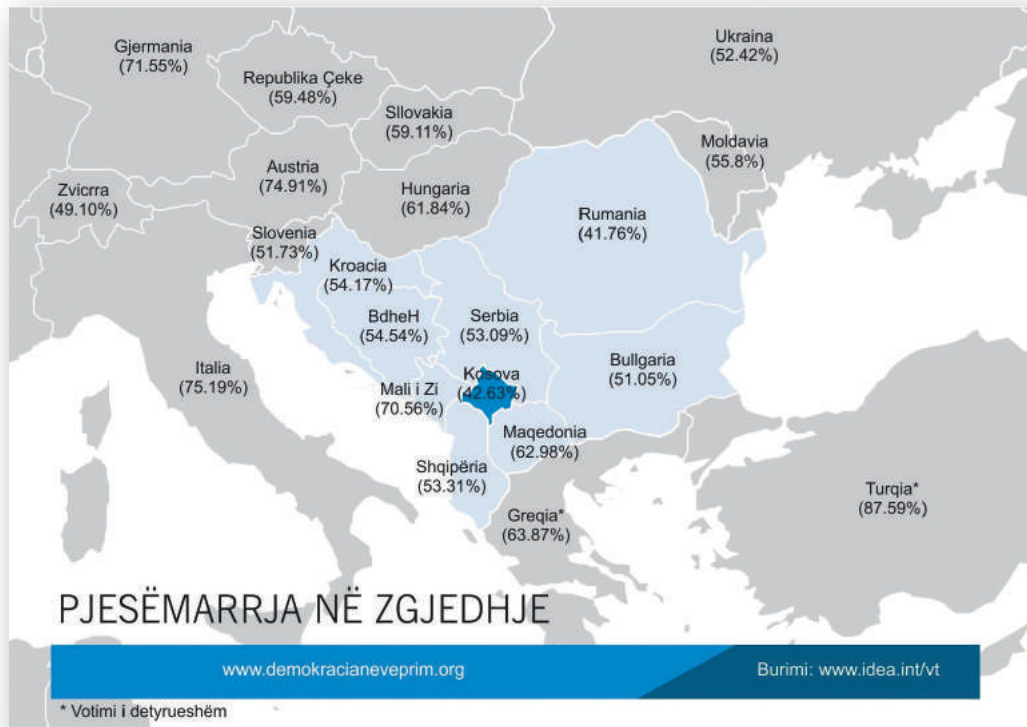 Gjermania
(71.55%)
Republika Çeke
(59.48%)
Sllovakia
(59.11%)
Ukraina
(52.42%)
Moldavia
(55.8%)
Austria
(74.91%)
Hungaria
(61.84%)
Zvicrra
(49.10%)
Sllovenia
(51.73%)
Rumania
(41.76%)
Kroacia
(54.17%)
BdheH
(54.54%)
Serbia
(53.09%)
Italia
(75.19%)
Mali i Zi
(70.56%)
Kosova
(42.63%)
Bullgaria
(51.05%)
Maqedonia
(62.98%)
Shqipëria
(53.31%)
Greqia*
(63.87%)
Turqia*
(87.59%)
PJESËMARRJA NË ZGJEDHJE
www.demokracianeveprim.org
Burimi: www.idea.int/vt
* Votimi i detyrueshëm